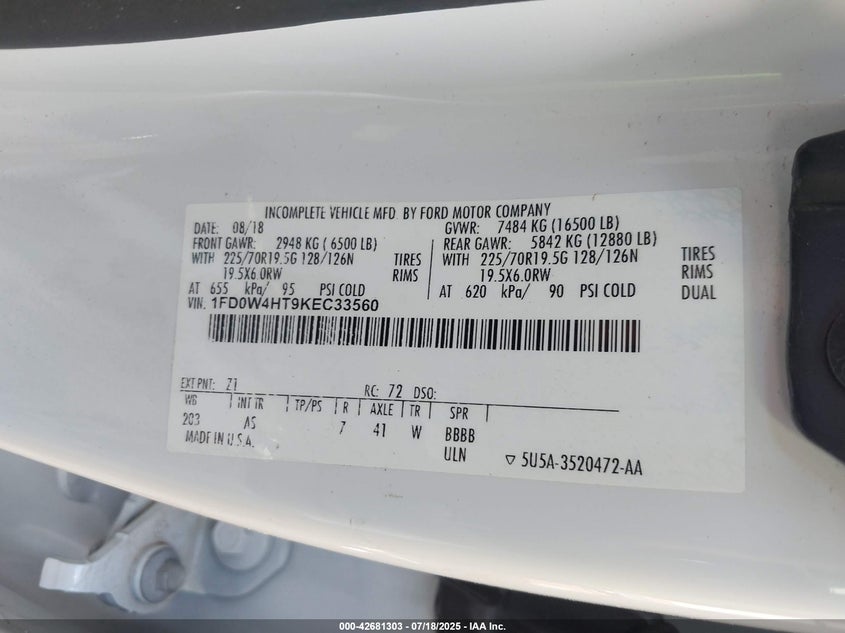 INCOMPLETE VEHICLE MFD. BY FORD MOTOR COMPANY
DATE: 08/18 GVWR: 7484 KG (16500 LB)
FRONT GAWR: 2948 KG ( 6500 LB) REAR GAWR: 5842 KG (12880 LB)
WITH 225/70R19.5G 128/126N TIRES WITH 225/70R19.5G 128/126N TIRES
19.5X6.0RW RIMS 19.5X6.0RW RIMS
AT 655 kPa/ 95 PSI COLD AT 620 kPa/ 90 PSI COLD DUAL
VIN: 1FD0W4HT9KEC33560
EXT PNT: Z1 RC: 72 DSO:
WB INT TR TP/PS R AXLE TR SPR
203 AS 7 41 W BBBB
MADE IN U.S.A. ULN
▽ 5U5A-3520472-AA
000-42681303 - 07/18/2025 - IAA Inc.